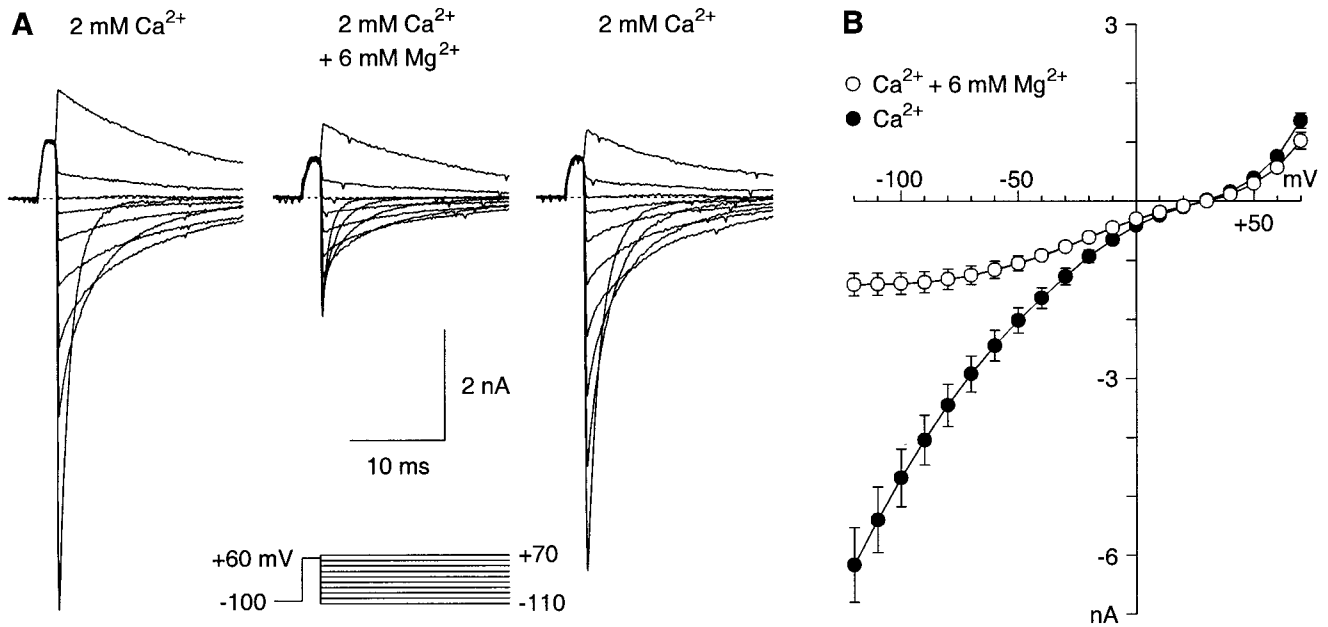 A
2 mM Ca²⁺
2 mM Ca²⁺
+ 6 mM Mg²⁺
2 mM Ca²⁺
2 nA
10 ms
+60 mV
-100
+70
-110
B
3
Ca²⁺ + 6 mM Mg²⁺
Ca²⁺
-100
-50
mV
+50
-3
-6
nA